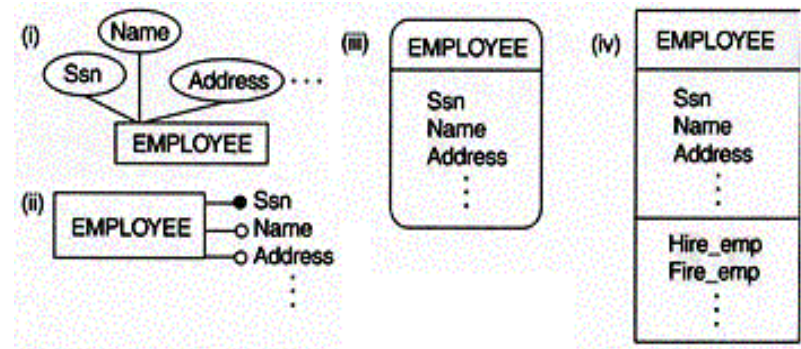 (i)
Name
Ssn
Address . . .
EMPLOYEE
(ii)
EMPLOYEE
Ssn
Name
Address
(iii)
EMPLOYEE
Ssn
Name
Address
(iv)
EMPLOYEE
Ssn
Name
Address
Hire_emp
Fire_emp